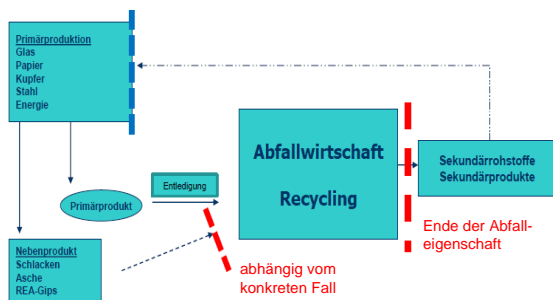 Primärproduktion
Glas
Papier
Kupfer
Stahl
Energie
Primärprodukt
Entledigung
Abfallwirtschaft
Recycling
Sekundärrohstoffe
Sekundärprodukte
Ende der Abfall-
eigenschaft
Nebenprodukt
Schlacken
Asche
REA-Gips
abhängig vom
konkreten Fall